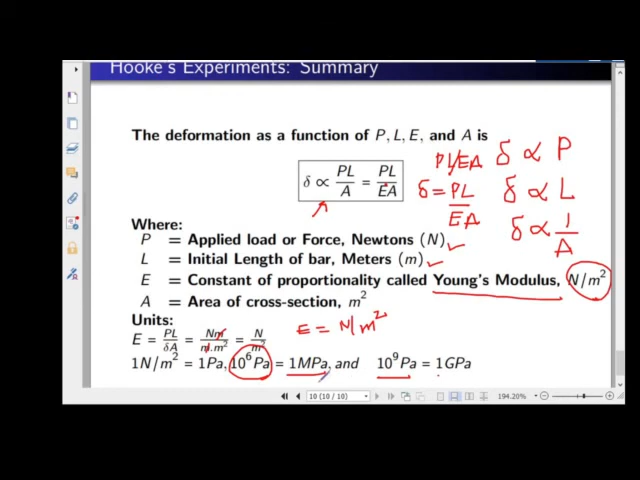 Hooke's Experiments: Summary
The deformation as a function of P, L, E, and A is
δ ∝ PL/A = PL/EA
PL/EA
δ = PL/EA
δ ∝ P
δ ∝ L
δ ∝ 1/A
Where:
P = Applied load or Force, Newtons (N)
L = Initial Length of bar, Meters (m)
E = Constant of proportionality called Young's Modulus, N/m²
A = Area of cross-section, m²
Units:
E = N/m²
E = PL/δA = Nm/m.m² = N/m²
1N/m² = 1Pa, 10⁶Pa = 1MPa, and 10⁹Pa = 1GPa
10 (10 / 10)
194.20%